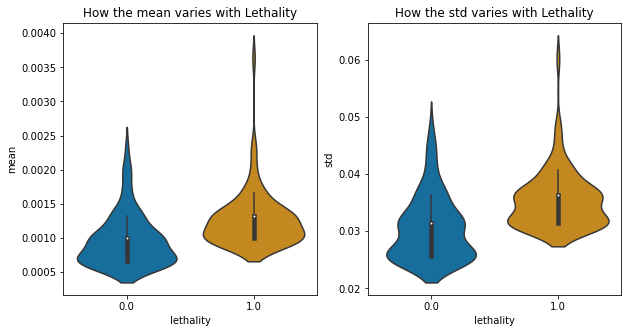 How the mean varies with Lethality
0.0040
0.0035
0.0030
0.0025
0.0020
0.0015
0.0010
0.0005
mean
0.0
1.0
lethality
How the std varies with Lethality
0.06
0.05
0.04
0.03
0.02
std
0.0
1.0
lethality